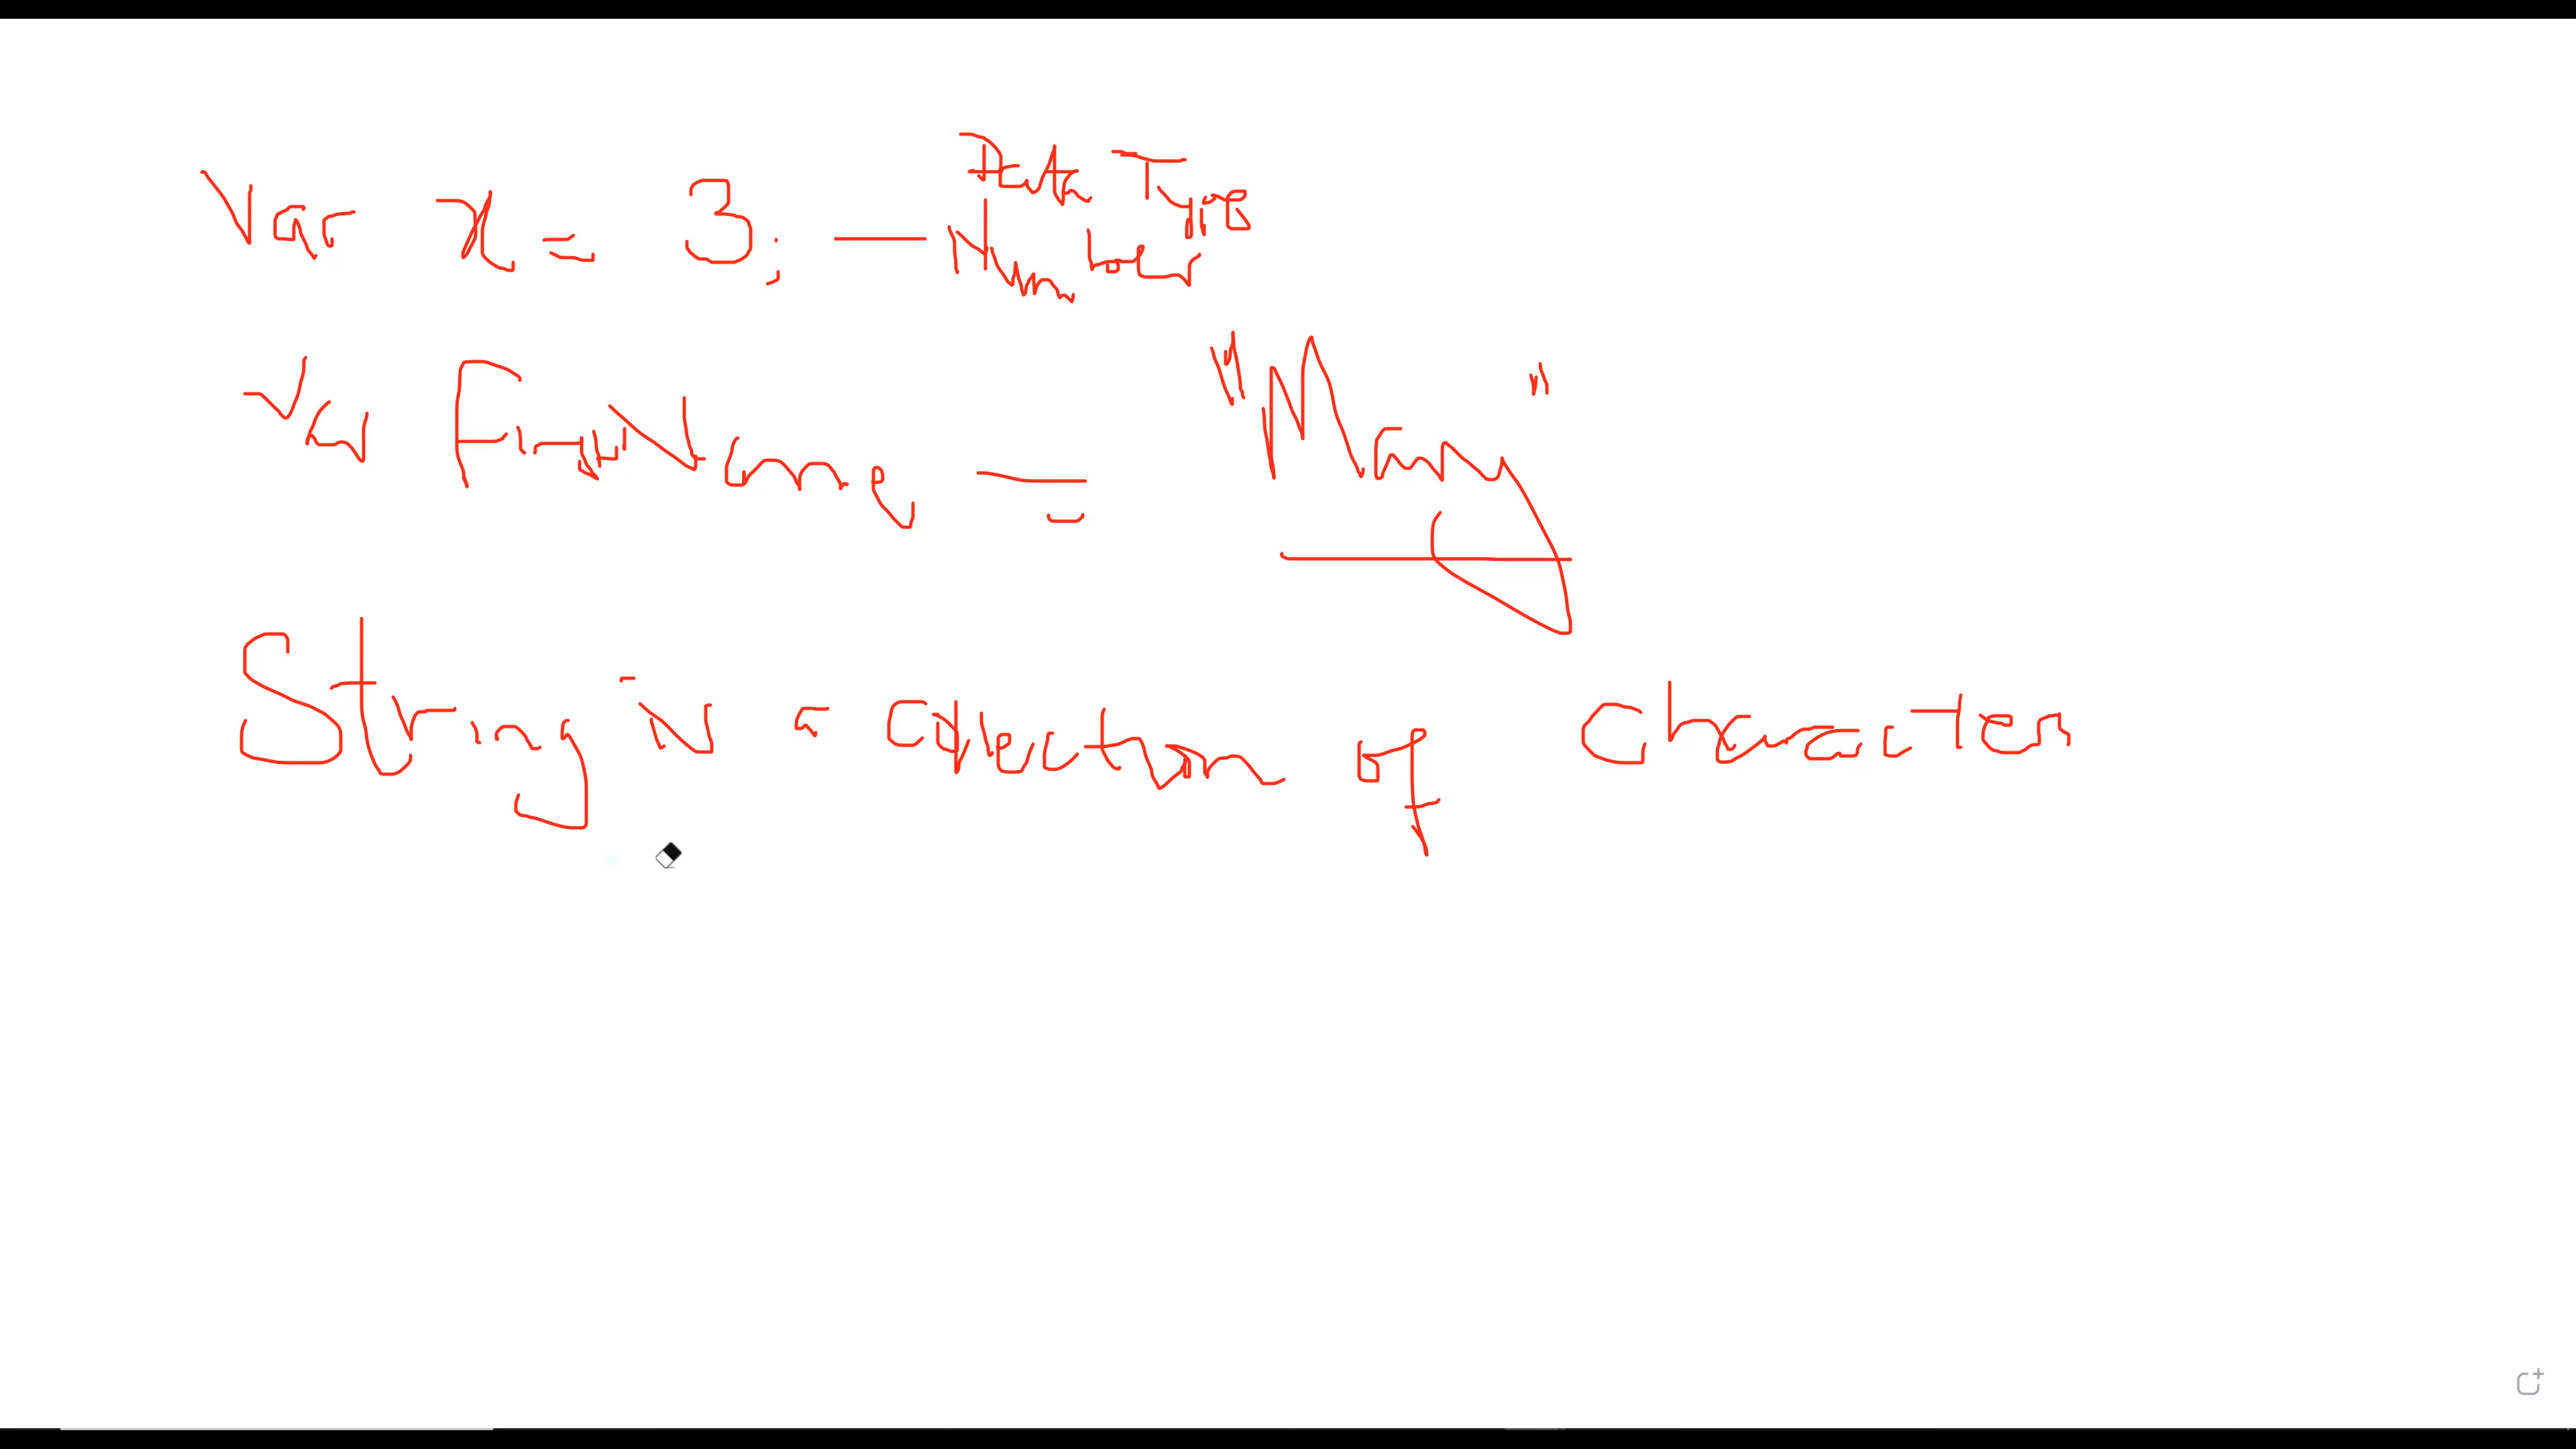 Var x = 3; — Data Type
Number
Var FirstName = "Mary"
String is a Collection of Character